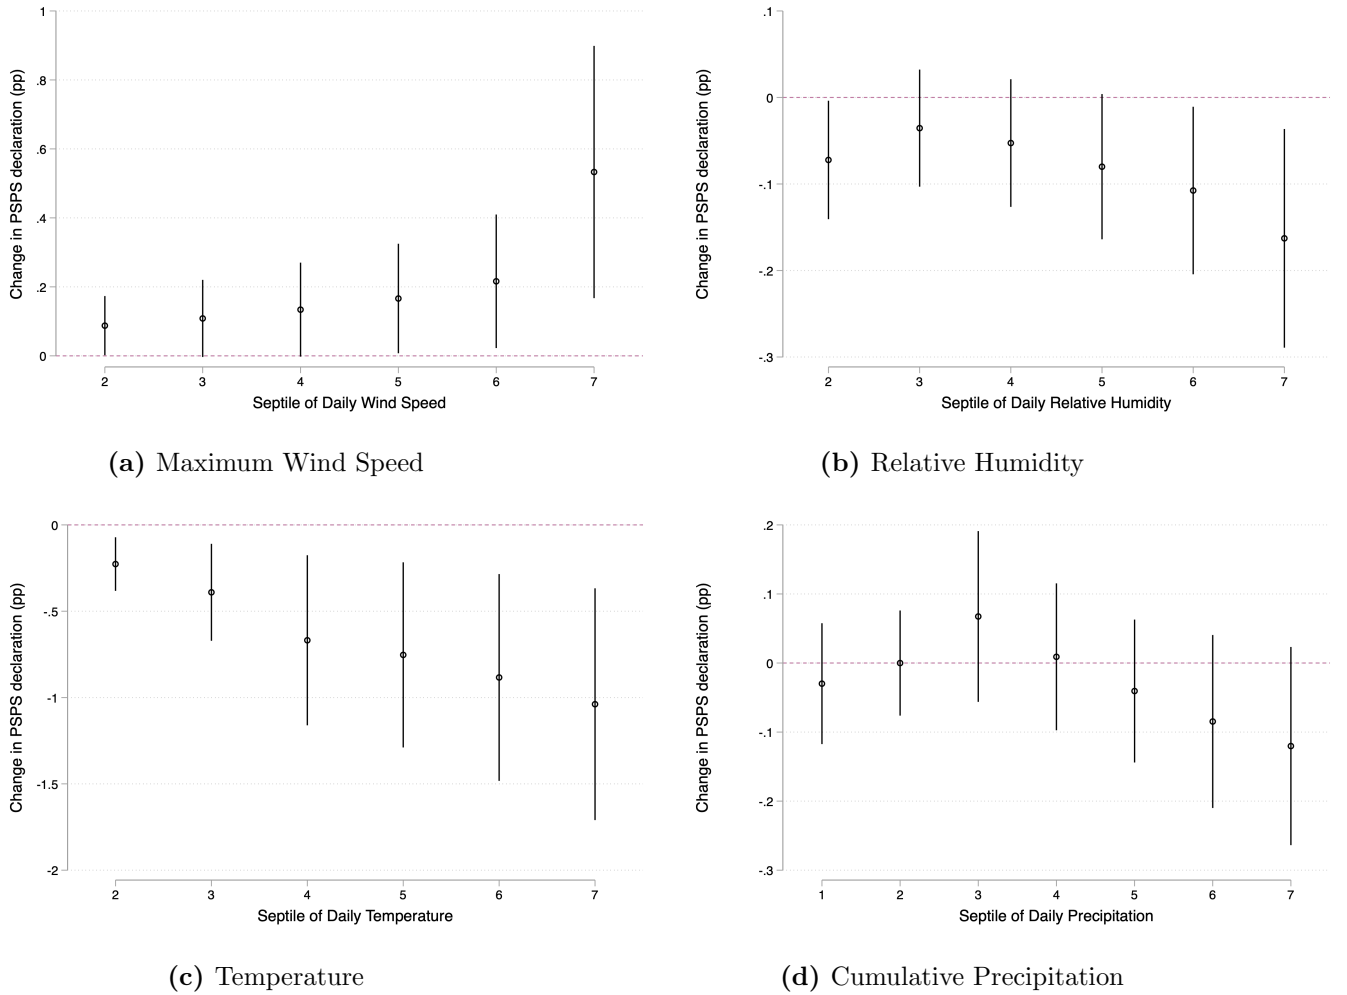 Change in PSPS declaration (pp)
1
.8
.6
.4
.2
0
2 3 4 5 6 7
Septile of Daily Wind Speed
(a) Maximum Wind Speed
Change in PSPS declaration (pp)
.1
0
-.1
-.2
-.3
2 3 4 5 6 7
Septile of Daily Relative Humidity
(b) Relative Humidity
Change in PSPS declaration (pp)
0
-.5
-1
-1.5
-2
2 3 4 5 6 7
Septile of Daily Temperature
(c) Temperature
Change in PSPS declaration (pp)
.2
.1
0
-.1
-.2
-.3
1 2 3 4 5 6 7
Septile of Daily Precipitation
(d) Cumulative Precipitation